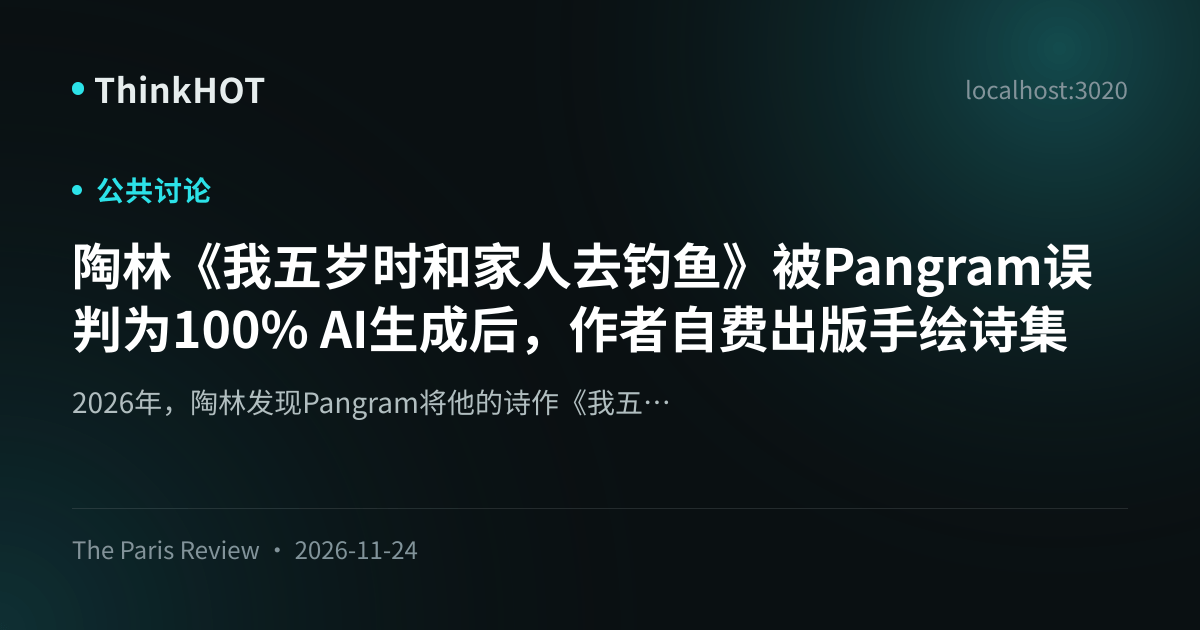 ThinkHOT
localhost:3020
公共讨论
陶林《我五岁时和家人去钓鱼》被Pangram误
判为100% AI生成后，作者自费出版手绘诗集
2026年，陶林发现Pangram将他的诗作《我五…
The Paris Review · 2026-11-24